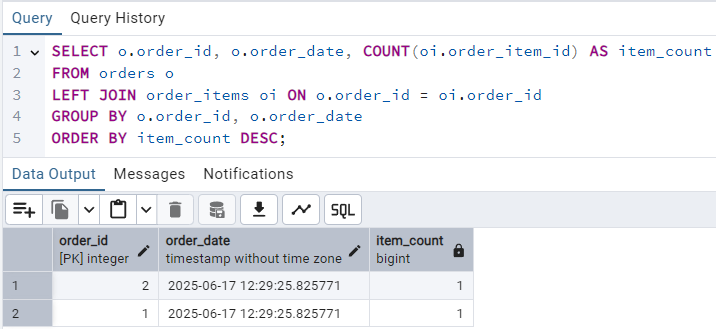 Query Query History
1 SELECT o.order_id, o.order_date, COUNT(oi.order_item_id) AS item_count
2 FROM orders o
3 LEFT JOIN order_items oi ON o.order_id = oi.order_id
4 GROUP BY o.order_id, o.order_date
5 ORDER BY item_count DESC;
Data Output Messages Notifications
SQL
order_id order_date item_count
[PK] integer timestamp without time zone bigint
1 2 2025-06-17 12:29:25.825771 1
2 1 2025-06-17 12:29:25.825771 1